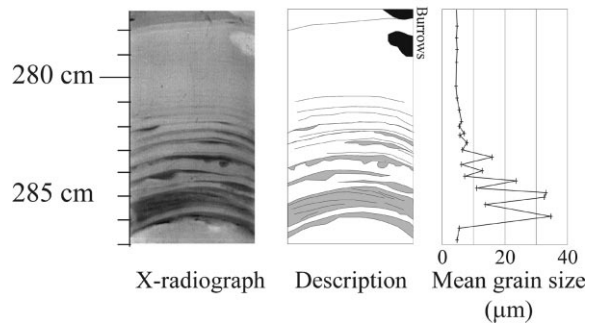 280 cm
285 cm
Burrows
0 20 40
X-radiograph Description Mean grain size
(μm)